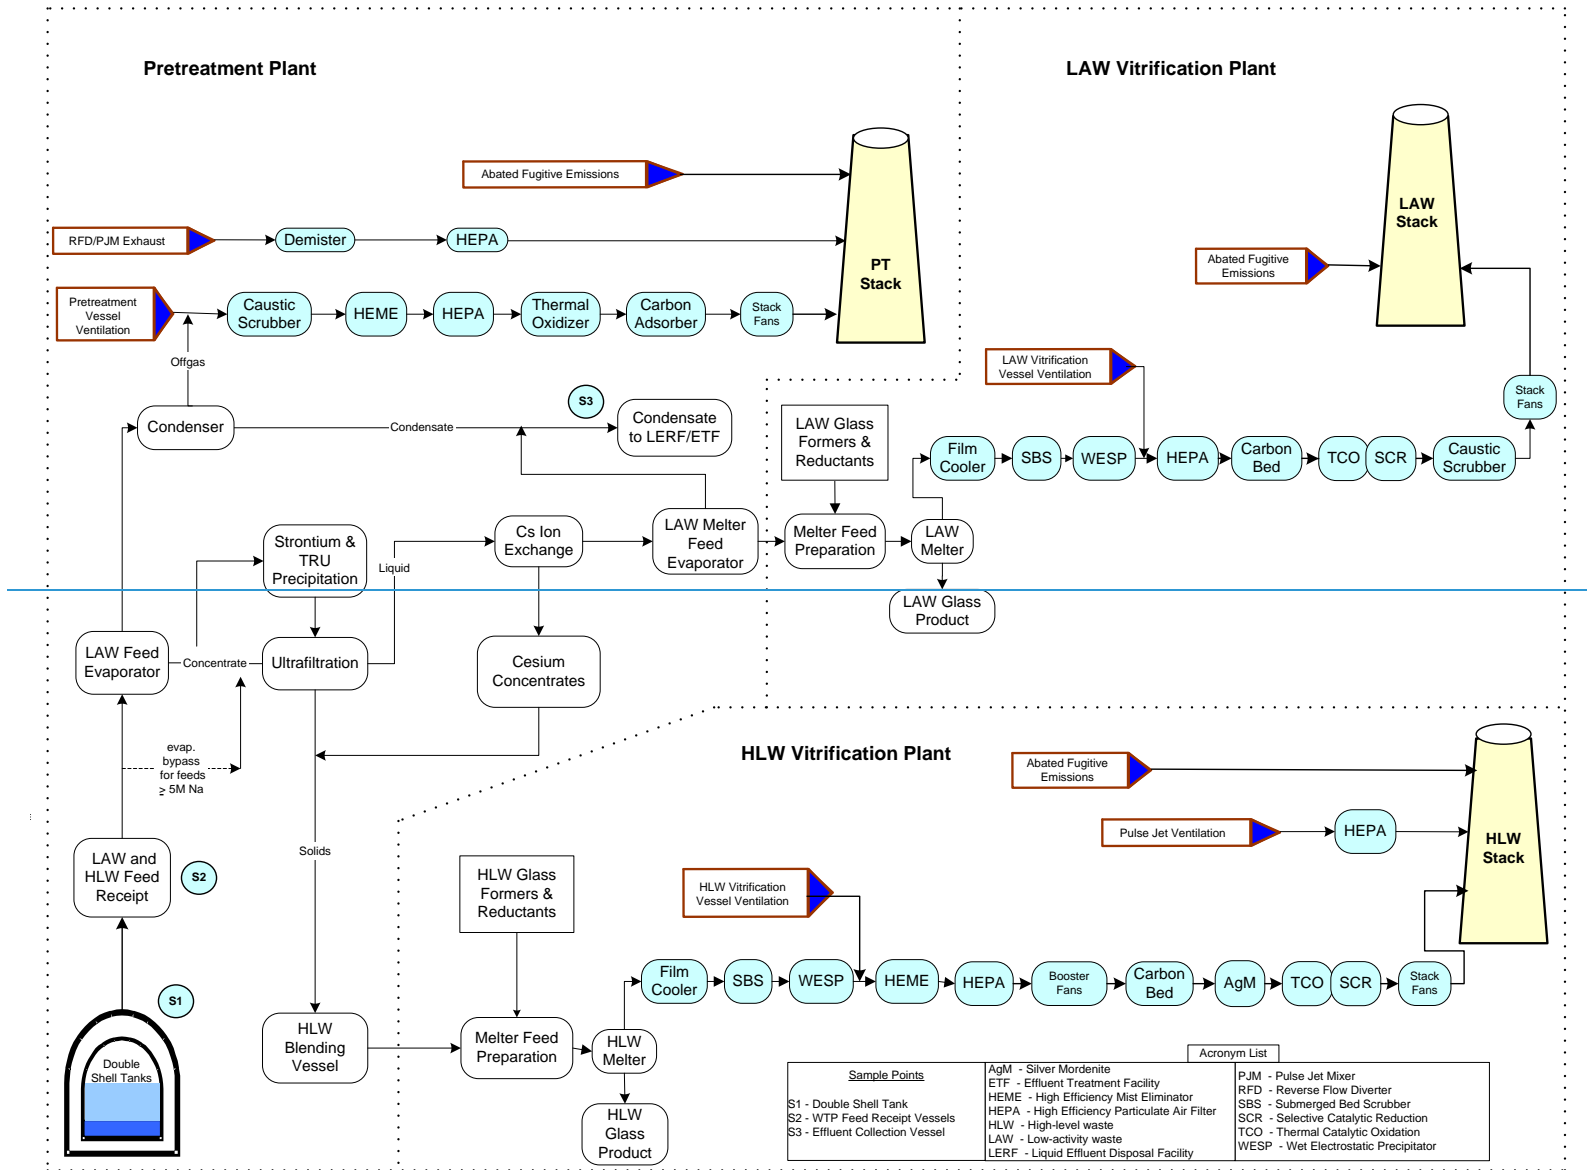 Pretreatment Plant
LAW Vitrification Plant
Abated Fugitive Emissions
RFD/PJM Exhaust
Demister
HEPA
PT
Stack
Pretreatment
Vessel
Ventilation
Caustic
Scrubber
HEME
HEPA
Thermal
Oxidizer
Carbon
Adsorber
Stack
Fans
Offgas
Condenser
Condensate
S3
Condensate
to LERF/ETF
LAW
Stack
Abated Fugitive
Emissions
LAW Vitrification
Vessel Ventilation
Stack
Fans
LAW Glass
Formers &
Reductants
Film
Cooler
SBS
WESP
HEPA
Carbon
Bed
TCO
SCR
Caustic
Scrubber
Strontium &
TRU
Precipitation
Liquid
Cs Ion
Exchange
LAW Melter
Feed
Evaporator
Melter Feed
Preparation
LAW
Melter
LAW Glass
Product
LAW Feed
Evaporator
Concentrate
Ultrafiltration
Cesium
Concentrates
evap.
bypass
for feeds
≥ 5M Na
Solids
LAW and
HLW Feed
Receipt
S2
S1
Double
Shell Tanks
HLW
Blending
Vessel
HLW Vitrification Plant
Abated Fugitive
Emissions
Pulse Jet Ventilation
HEPA
HLW
Stack
HLW Glass
Formers &
Reductants
HLW Vitrification
Vessel Ventilation
Film
Cooler
SBS
WESP
HEME
HEPA
Booster
Fans
Carbon
Bed
AgM
TCO
SCR
Stack
Fans
Melter Feed
Preparation
HLW
Melter
HLW
Glass
Product
Acronym List
Sample Points
S1 - Double Shell Tank
S2 - WTP Feed Receipt Vessels
S3 - Effluent Collection Vessel
AgM - Silver Mordenite
ETF - Effluent Treatment Facility
HEME - High Efficiency Mist Eliminator
HEPA - High Efficiency Particulate Air Filter
HLW - High-level waste
LAW - Low-activity waste
LERF - Liquid Effluent Disposal Facility
PJM - Pulse Jet Mixer
RFD - Reverse Flow Diverter
SBS - Submerged Bed Scrubber
SCR - Selective Catalytic Reduction
TCO - Thermal Catalytic Oxidation
WESP - Wet Electrostatic Precipitator